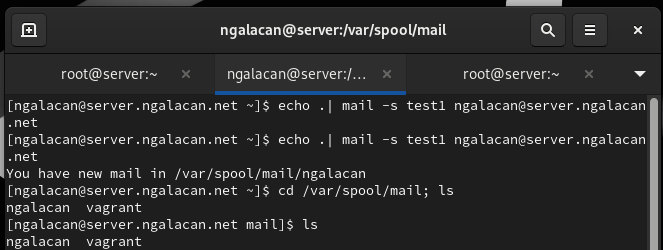 ngalacan@server:/var/spool/mail
root@server:~
ngalacan@server:/...
root@server:~
[ngalacan@server.ngalacan.net ~]$ echo .| mail -s test1 ngalacan@server.ngalacan
.net
[ngalacan@server.ngalacan.net ~]$ echo .| mail -s test1 ngalacan@server.ngalacan
.net
You have new mail in /var/spool/mail/ngalacan
[ngalacan@server.ngalacan.net ~]$ cd /var/spool/mail; ls
ngalacan  vagrant
[ngalacan@server.ngalacan.net mail]$ ls
ngalacan  vagrant